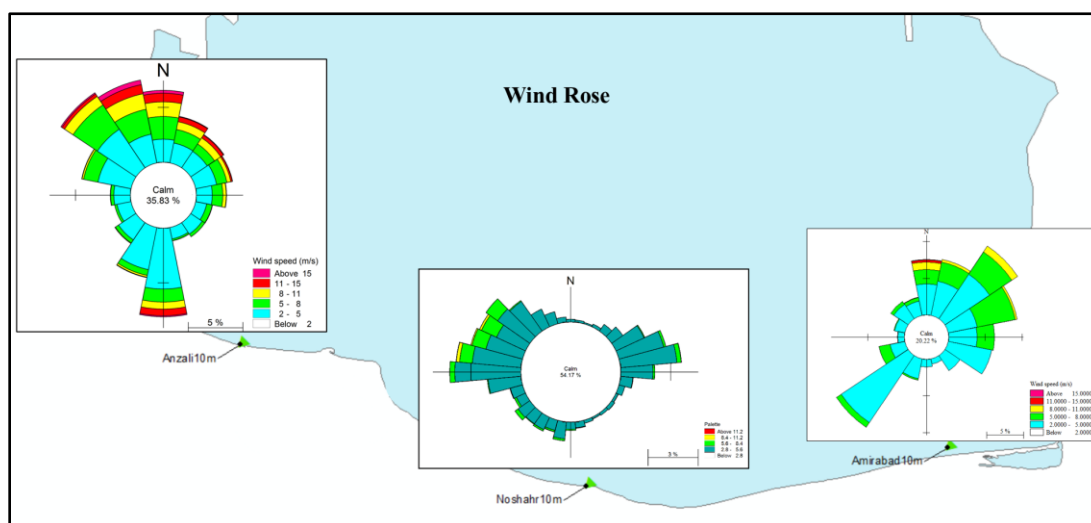 Wind Rose
N
Calm
35.83 %
Wind speed (m/s)
Above 15
11 - 15
8 - 11
5 - 8
2 - 5
Below 2
5 %
Anzali10m
N
Calm
54.17 %
Palette
Above 11.2
8.4 - 11.2
5.6 - 8.4
2.8 - 5.6
Below 2.8
3 %
Noshahr10m
N
Calm
20.22 %
Wind speed (m/s)
Above 15.0000
11.0000 - 15.0000
8.0000 - 11.0000
5.0000 - 8.0000
2.0000 - 5.0000
Below 2.0000
5 %
Amirabad10m